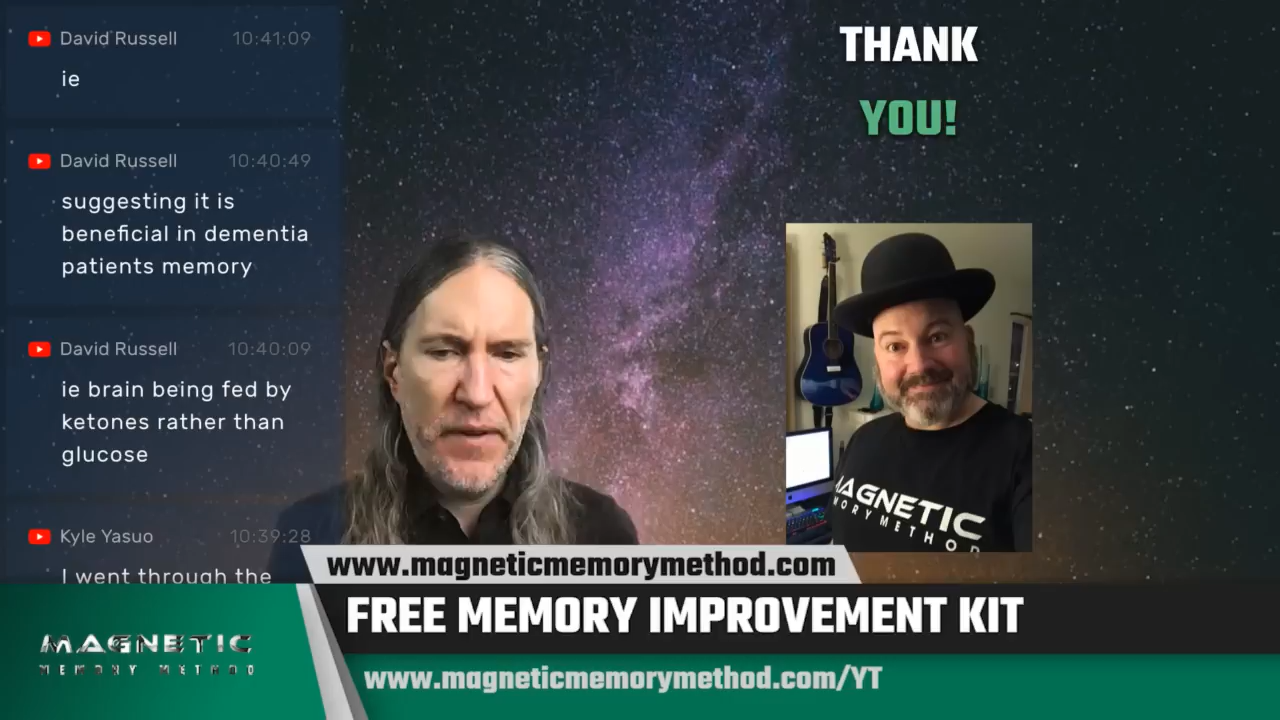 David Russell 10:41:09
ie
David Russell 10:40:49
suggesting it is
beneficial in dementia
patients memory
David Russell 10:40:09
ie brain being fed by
ketones rather than
glucose
Kyle Yasuo 10:39:28
I went through the
THANK
YOU!
MAGNETIC
MORYMETHOD
www.magneticmemorymethod.com
FREE MEMORY IMPROVEMENT KIT
www.magneticmemorymethod.com/YT
MAGNETIC
MEMORY METHOD